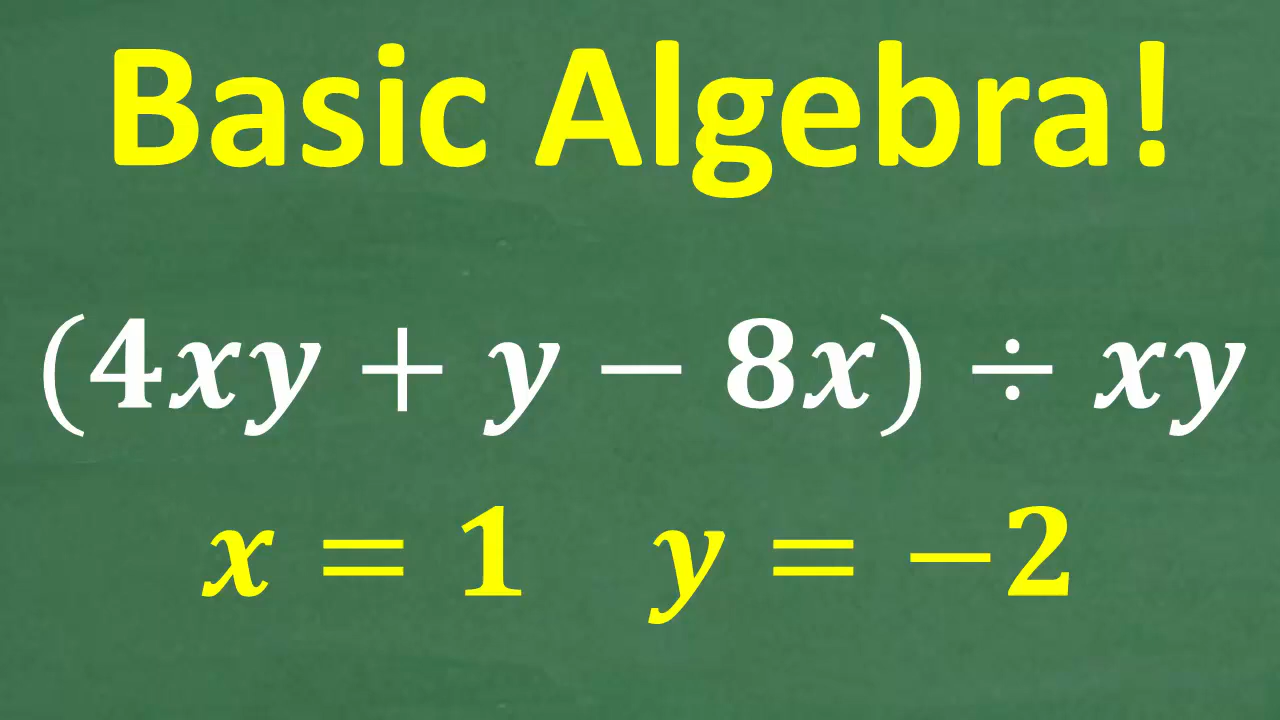 Basic Algebra!
(4xy + y − 8x) ÷ xy
x = 1 y = −2